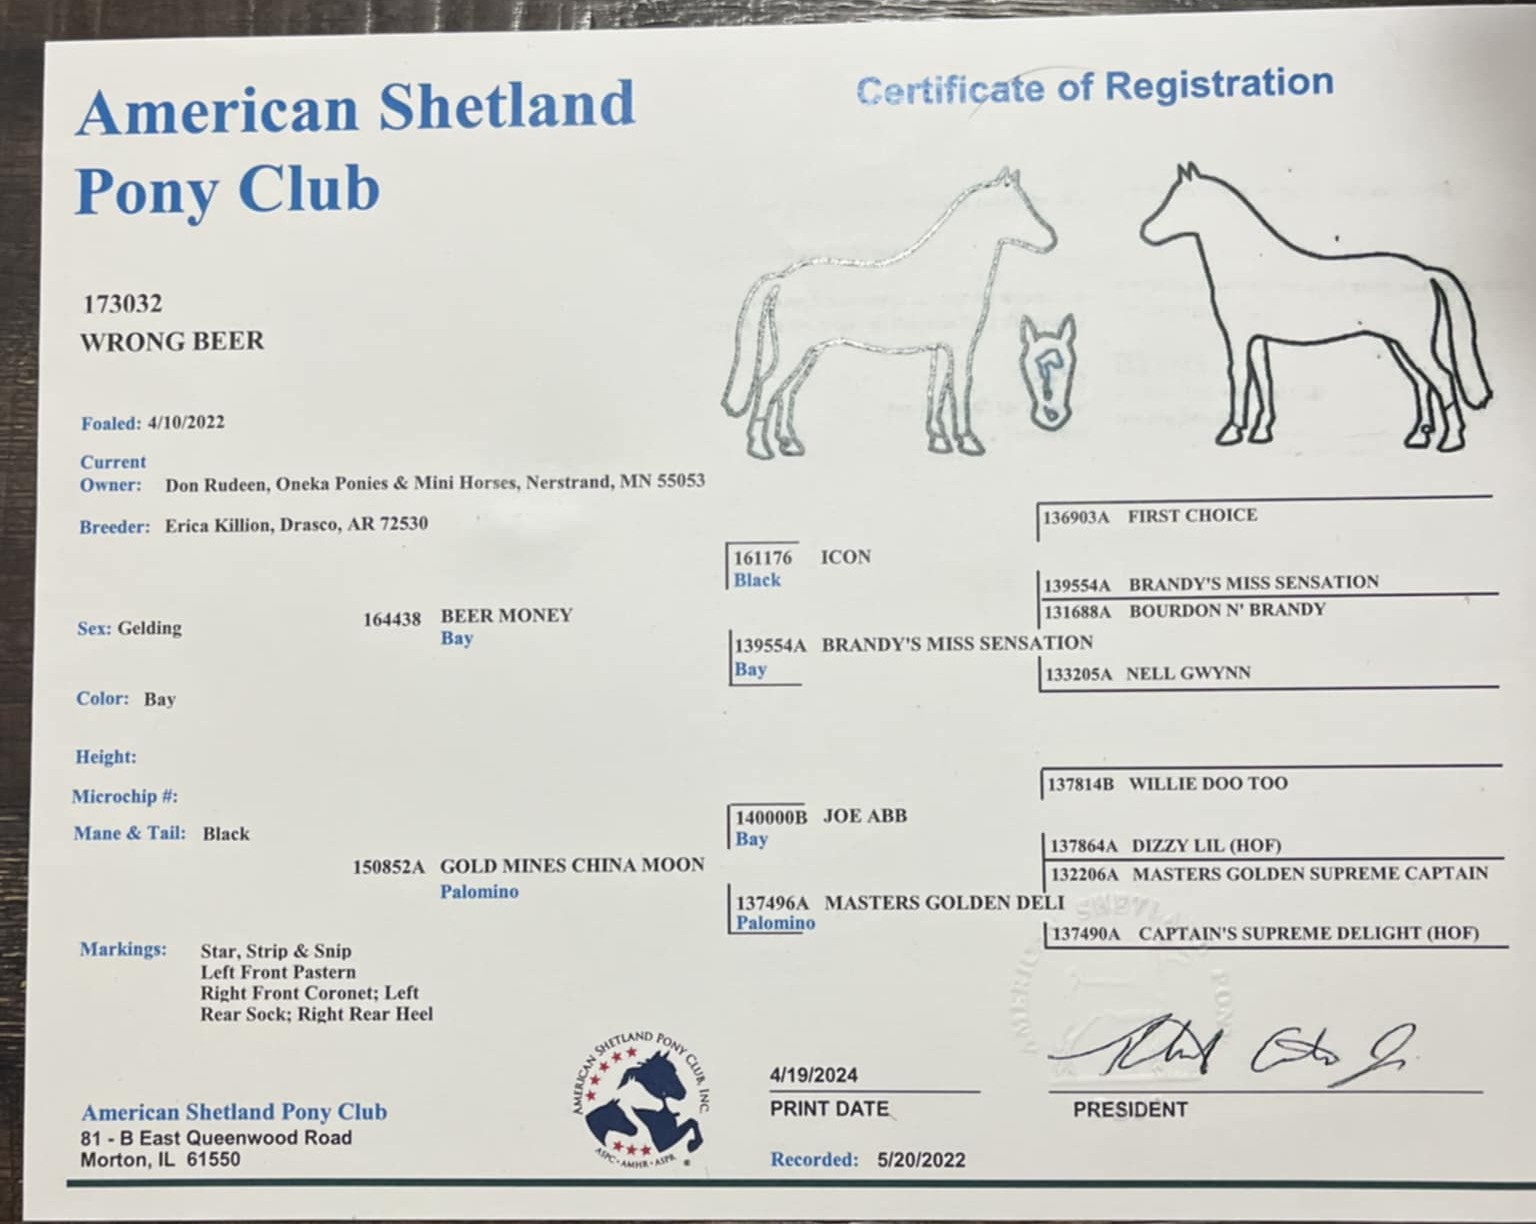 American Shetland
Pony Club
Certificate of Registration
173032
WRONG BEER
Foaled: 4/10/2022
Current
Owner: Don Rudeen, Oneka Ponies & Mini Horses, Nerstrand, MN 55053
Breeder: Erica Killion, Drasco, AR 72530
Sex: Gelding
Color: Bay
Height:
Microchip #:
Mane & Tail: Black
Markings: Star, Strip & Snip
Left Front Pastern
Right Front Coronet; Left
Rear Sock; Right Rear Heel
164438 BEER MONEY
Bay
150852A GOLD MINES CHINA MOON
Palomino
161176 ICON
Black
139554A BRANDY'S MISS SENSATION
Bay
140000B JOE ABB
Bay
137496A MASTERS GOLDEN DELI
Palomino
136903A FIRST CHOICE
139554A BRANDY'S MISS SENSATION
131688A BOURDON N' BRANDY
133205A NELL GWYNN
137814B WILLIE DOO TOO
137864A DIZZY LIL (HOF)
132206A MASTERS GOLDEN SUPREME CAPTAIN
137490A CAPTAIN'S SUPREME DELIGHT (HOF)
American Shetland Pony Club
81 - B East Queenwood Road
Morton, IL 61550
AMERICAN SHETLAND PONY CLUB, INC.
ASPC • AMHR • ASPR
4/19/2024
PRINT DATE
Recorded: 5/20/2022
PRESIDENT